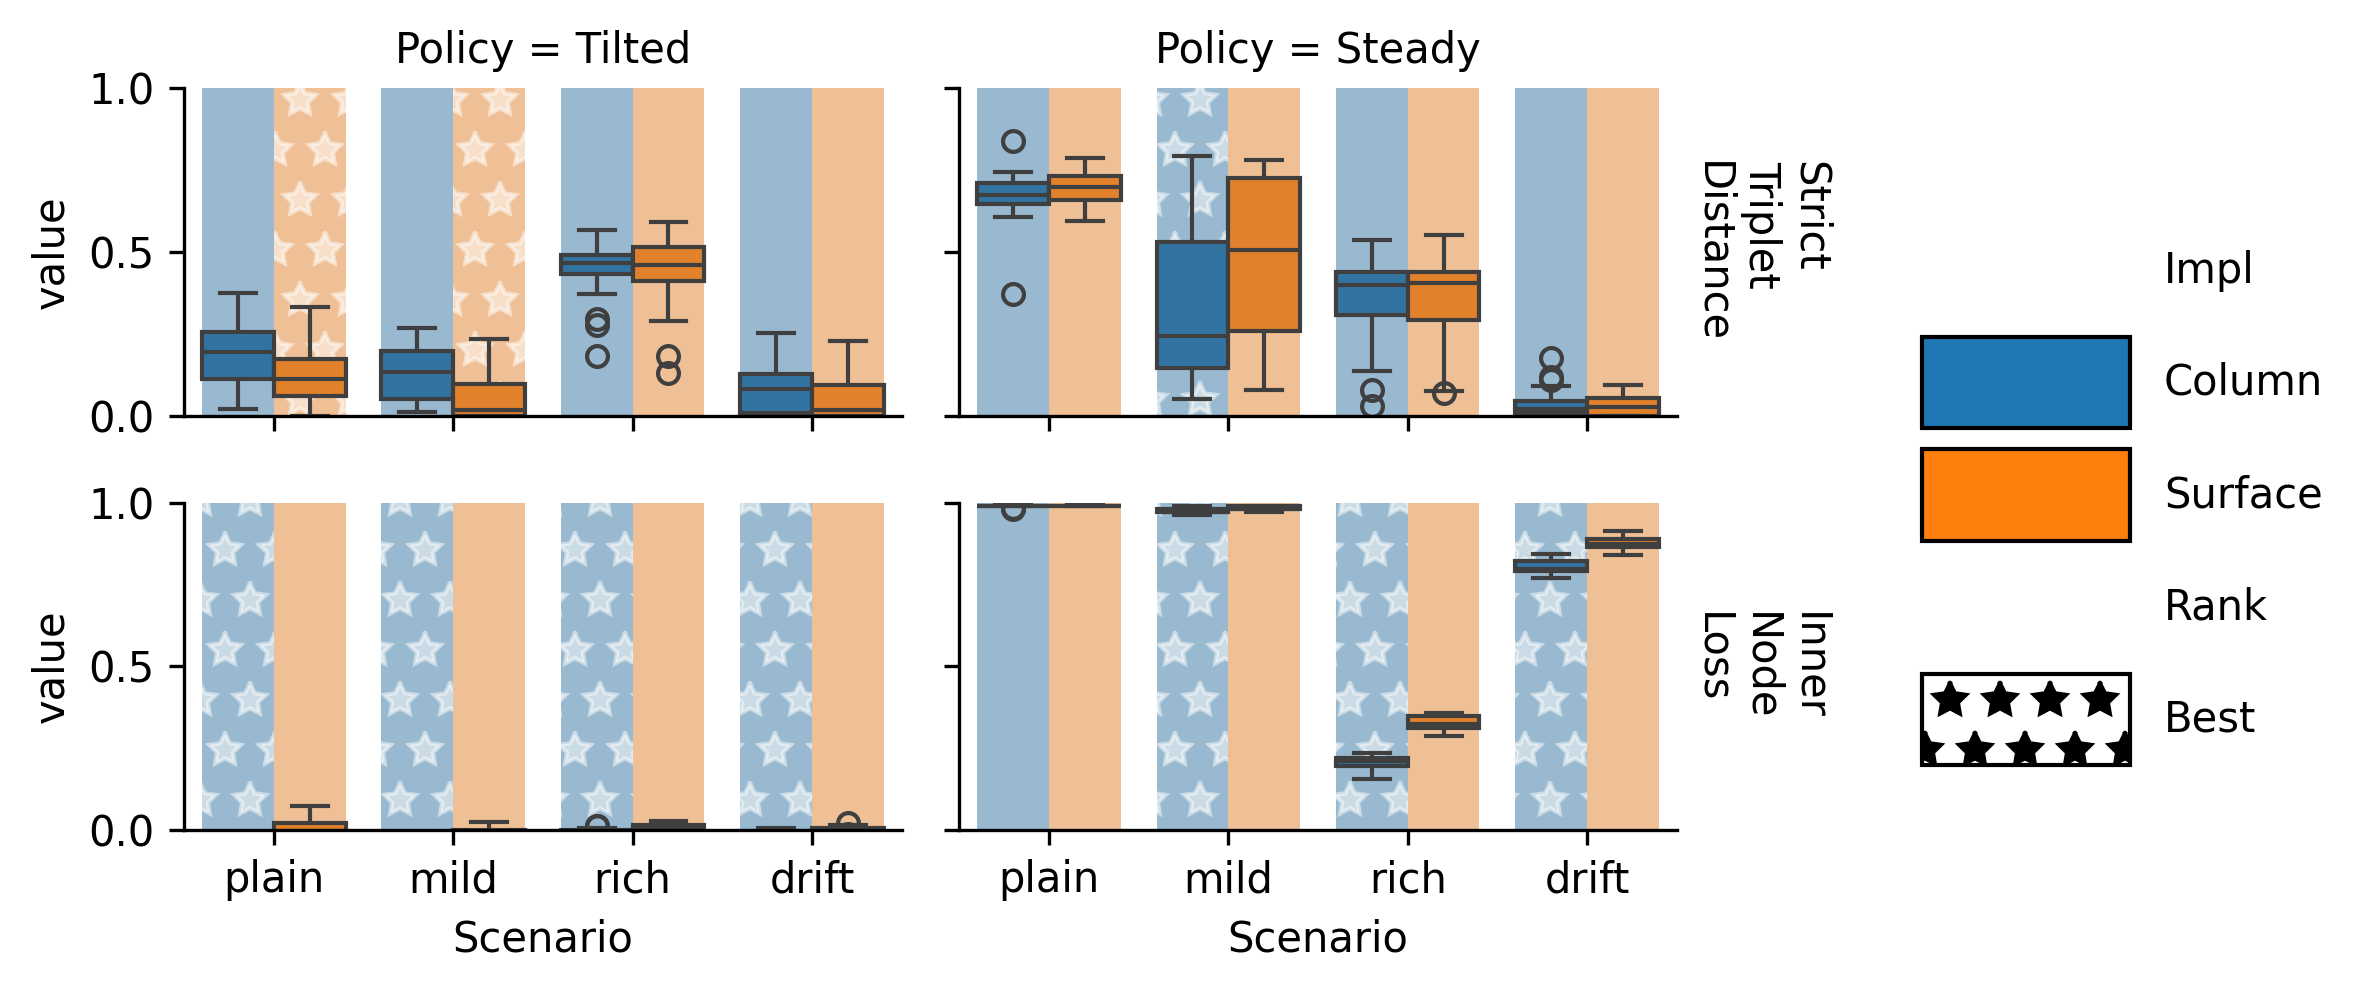 Policy = Tilted
Policy = Steady
1.0
0.5
0.0
value
Strict
Triplet
Distance
1.0
0.5
0.0
value
Inner
Node
Loss
plain mild rich drift
plain mild rich drift
Scenario
Scenario
Impl
Column
Surface
Rank
Best